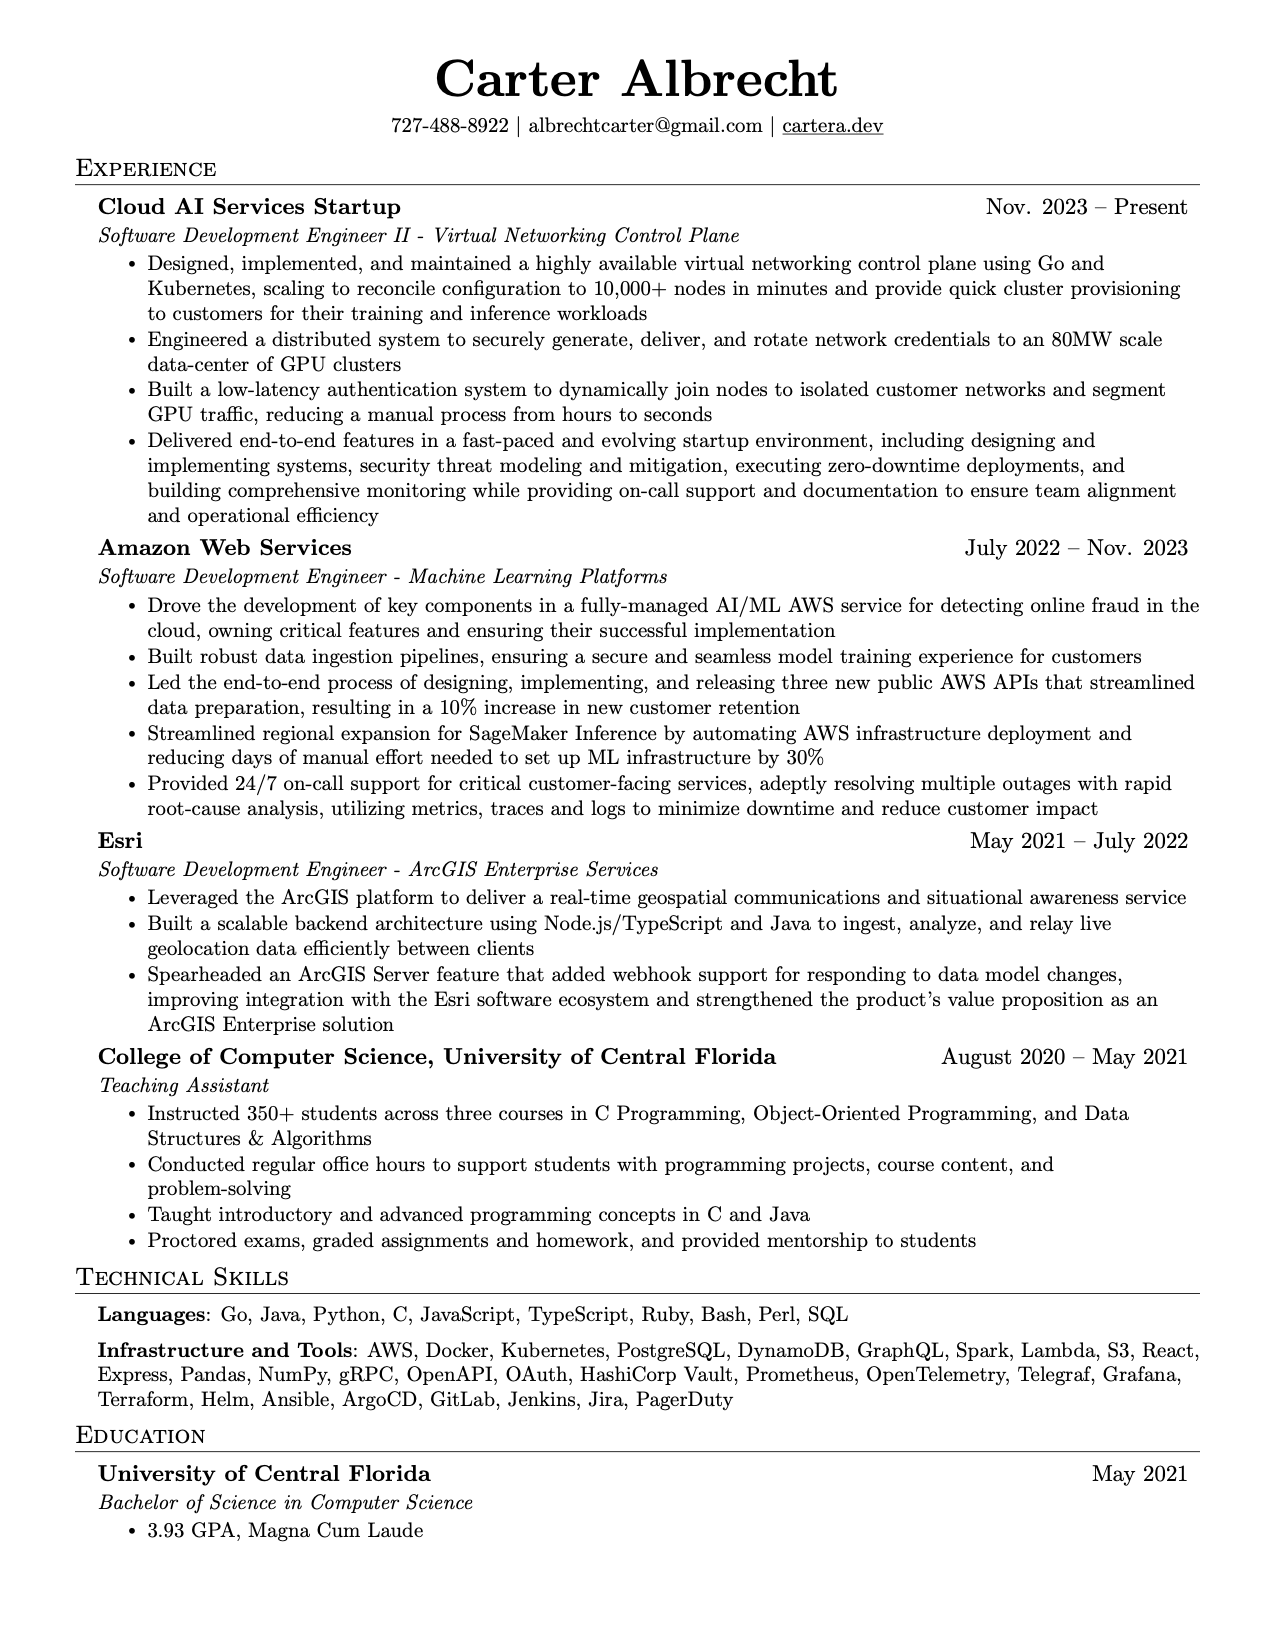 Carter Albrecht
727-488-8922 | albrechtcarter@gmail.com | cartera.dev
Experience
Cloud AI Services Startup Nov. 2023 – Present
Software Development Engineer II - Virtual Networking Control Plane
• Designed, implemented, and maintained a highly available virtual networking control plane using Go and
Kubernetes, scaling to reconcile configuration to 10,000+ nodes in minutes and provide quick cluster provisioning
to customers for their training and inference workloads
• Engineered a distributed system to securely generate, deliver, and rotate network credentials to an 80MW scale
data-center of GPU clusters
• Built a low-latency authentication system to dynamically join nodes to isolated customer networks and segment
GPU traffic, reducing a manual process from hours to seconds
• Delivered end-to-end features in a fast-paced and evolving startup environment, including designing and
implementing systems, security threat modeling and mitigation, executing zero-downtime deployments, and
building comprehensive monitoring while providing on-call support and documentation to ensure team alignment
and operational efficiency
Amazon Web Services July 2022 – Nov. 2023
Software Development Engineer - Machine Learning Platforms
• Drove the development of key components in a fully-managed AI/ML AWS service for detecting online fraud in the
cloud, owning critical features and ensuring their successful implementation
• Built robust data ingestion pipelines, ensuring a secure and seamless model training experience for customers
• Led the end-to-end process of designing, implementing, and releasing three new public AWS APIs that streamlined
data preparation, resulting in a 10% increase in new customer retention
• Streamlined regional expansion for SageMaker Inference by automating AWS infrastructure deployment and
reducing days of manual effort needed to set up ML infrastructure by 30%
• Provided 24/7 on-call support for critical customer-facing services, adeptly resolving multiple outages with rapid
root-cause analysis, utilizing metrics, traces and logs to minimize downtime and reduce customer impact
Esri May 2021 – July 2022
Software Development Engineer - ArcGIS Enterprise Services
• Leveraged the ArcGIS platform to deliver a real-time geospatial communications and situational awareness service
• Built a scalable backend architecture using Node.js/TypeScript and Java to ingest, analyze, and relay live
geolocation data efficiently between clients
• Spearheaded an ArcGIS Server feature that added webhook support for responding to data model changes,
improving integration with the Esri software ecosystem and strengthened the product's value proposition as an
ArcGIS Enterprise solution
College of Computer Science, University of Central Florida August 2020 – May 2021
Teaching Assistant
• Instructed 350+ students across three courses in C Programming, Object-Oriented Programming, and Data
Structures & Algorithms
• Conducted regular office hours to support students with programming projects, course content, and
problem-solving
• Taught introductory and advanced programming concepts in C and Java
• Proctored exams, graded assignments and homework, and provided mentorship to students
Technical Skills
Languages: Go, Java, Python, C, JavaScript, TypeScript, Ruby, Bash, Perl, SQL
Infrastructure and Tools: AWS, Docker, Kubernetes, PostgreSQL, DynamoDB, GraphQL, Spark, Lambda, S3, React,
Express, Pandas, NumPy, gRPC, OpenAPI, OAuth, HashiCorp Vault, Prometheus, OpenTelemetry, Telegraf, Grafana,
Terraform, Helm, Ansible, ArgoCD, GitLab, Jenkins, Jira, PagerDuty
Education
University of Central Florida May 2021
Bachelor of Science in Computer Science
• 3.93 GPA, Magna Cum Laude